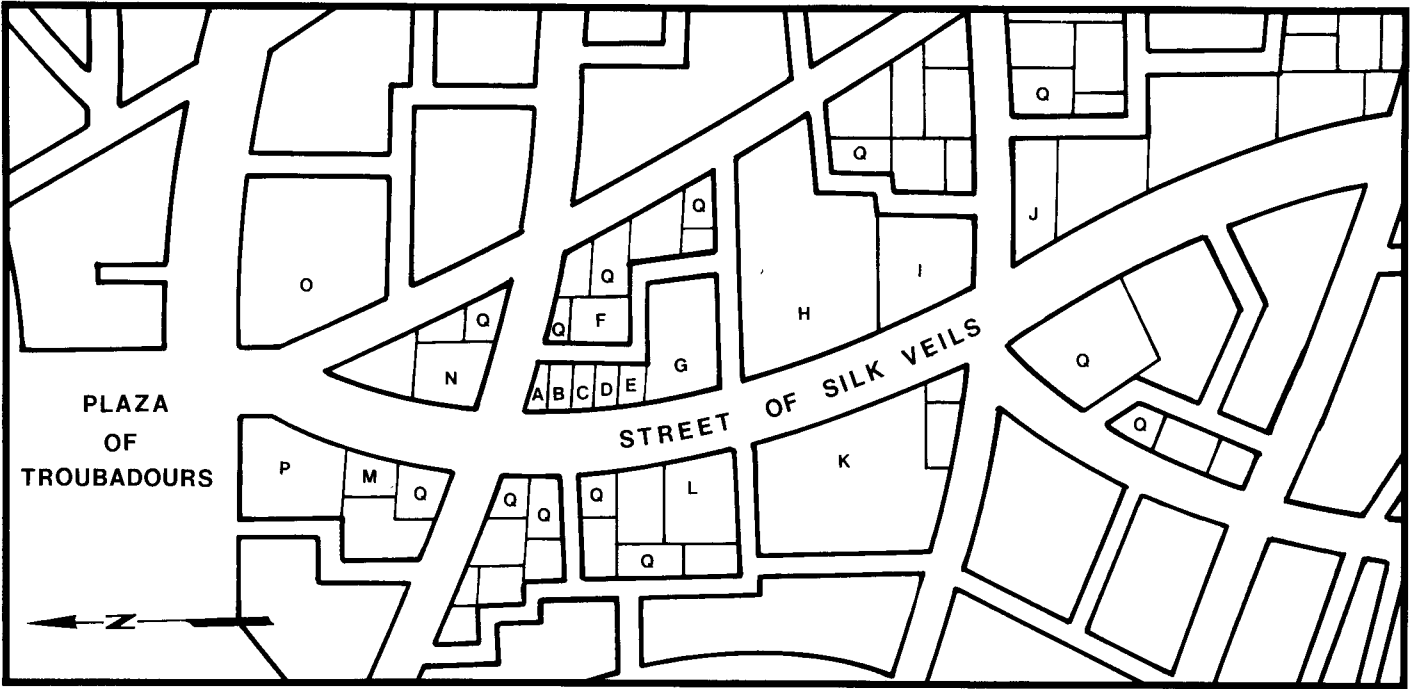 Q
Q
Q
J
Q
O
Q
I
H
Q
F
Q
N
G
Q
A B C D E
PLAZA
OF
TROUBADOURS
STREET OF SILK VEILS
Q
K
P
M
Q
Q
Q
Q
L
Q
N